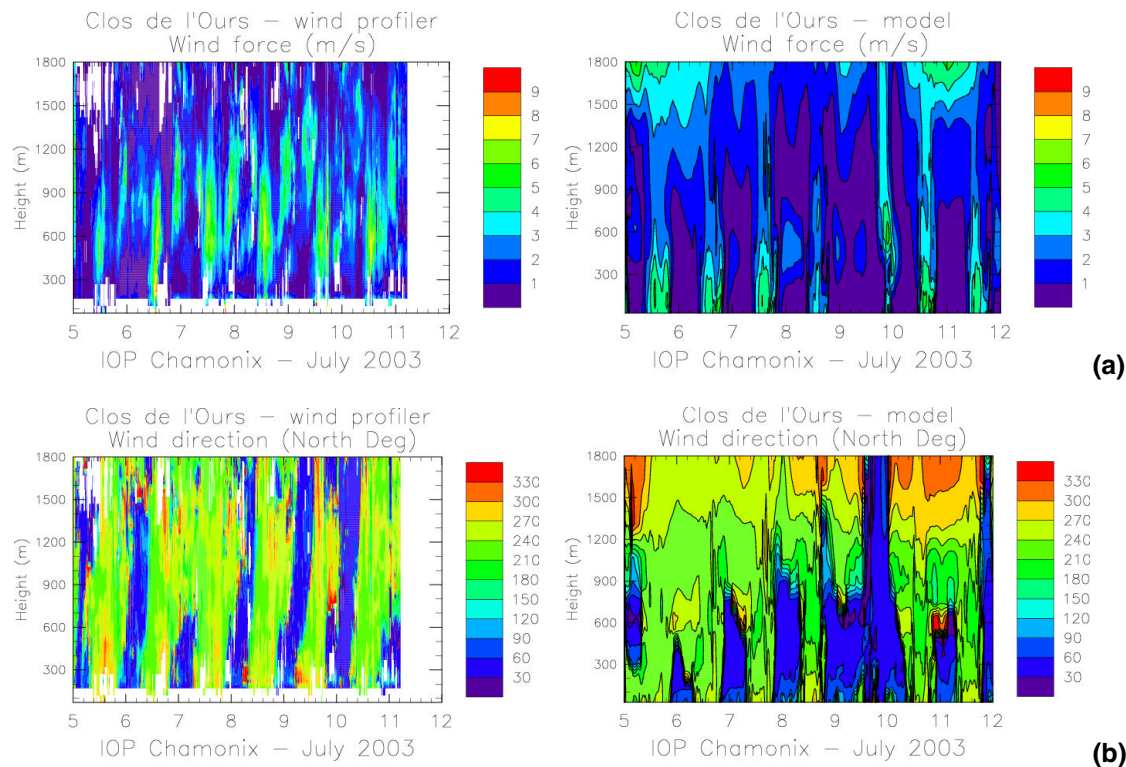 Clos de l'Ours – wind profiler
Wind force (m/s)
1800
1500
1200
900
600
300
Height (m)
5 6 7 8 9 10 11 12
IOP Chamonix – July 2003
9
8
7
6
5
4
3
2
1
Clos de l'Ours – model
Wind force (m/s)
1800
1500
1200
900
600
300
Height (m)
5 6 7 8 9 10 11 12
IOP Chamonix – July 2003
9
8
7
6
5
4
3
2
1
(a)
Clos de l'Ours – wind profiler
Wind direction (North Deg)
1800
1500
1200
900
600
300
Height (m)
5 6 7 8 9 10 11 12
IOP Chamonix – July 2003
330
300
270
240
210
180
150
120
90
60
30
Clos de l'Ours – model
Wind direction (North Deg)
1800
1500
1200
900
600
300
Height (m)
5 6 7 8 9 10 11 12
IOP Chamonix – July 2003
330
300
270
240
210
180
150
120
90
60
30
(b)